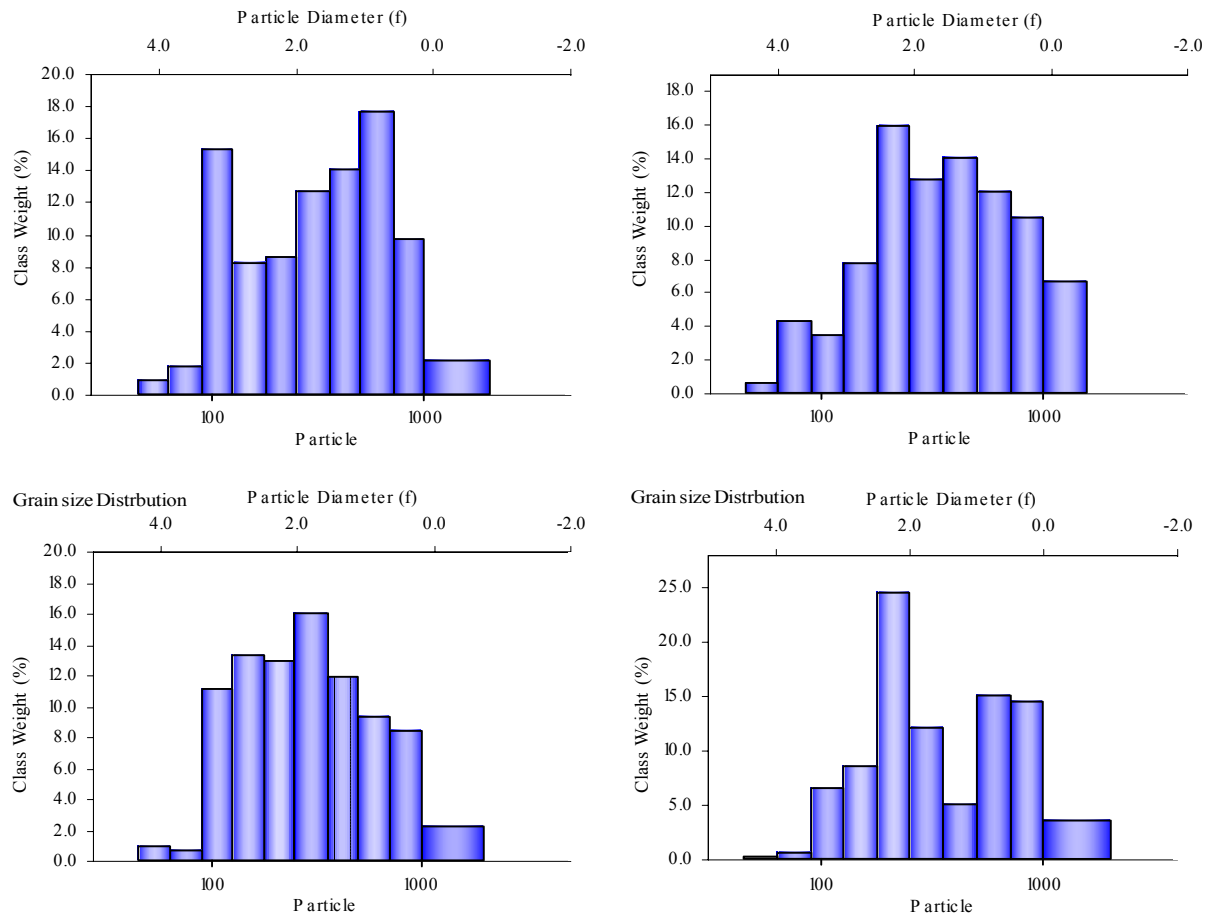 Particle Diameter (f)
4.0 2.0 0.0 -2.0
20.0
18.0
16.0
14.0
12.0
10.0
8.0
6.0
4.0
2.0
0.0
Class Weight (%)
100 1000
Particle
Particle Diameter (f)
4.0 2.0 0.0 -2.0
18.0
16.0
14.0
12.0
10.0
8.0
6.0
4.0
2.0
0.0
Class Weight (%)
100 1000
Particle
Grain size Distrbution Particle Diameter (f)
4.0 2.0 0.0 -2.0
20.0
18.0
16.0
14.0
12.0
10.0
8.0
6.0
4.0
2.0
0.0
Class Weight (%)
100 1000
Particle
Grain size Distrbution Particle Diameter (f)
4.0 2.0 0.0 -2.0
25.0
20.0
15.0
10.0
5.0
0.0
Class Weight (%)
100 1000
Particle